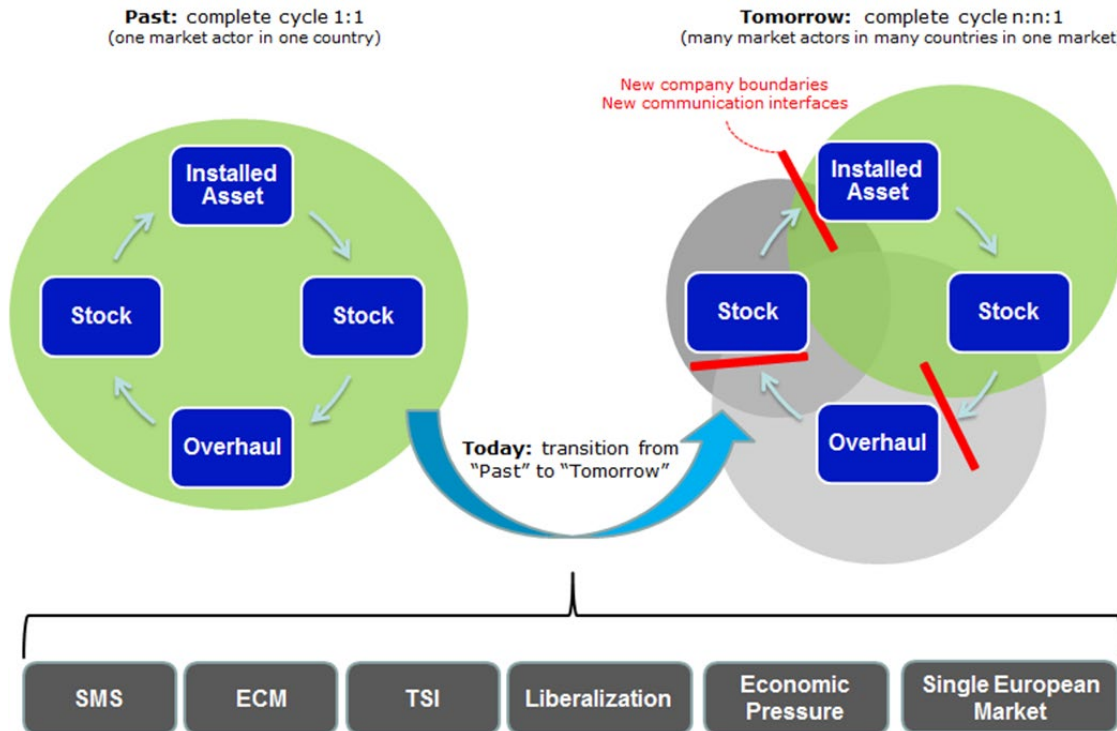 Past: complete cycle 1:1
(one market actor in one country)
Tomorrow: complete cycle n:n:1
(many market actors in many countries in one market
New company boundaries
New communication interfaces
Installed
Asset
Stock
Stock
Overhaul
Installed
Asset
Stock
Stock
Overhaul
Today: transition from
“Past” to “Tomorrow”
SMS
ECM
TSI
Liberalization
Economic
Pressure
Single European
Market